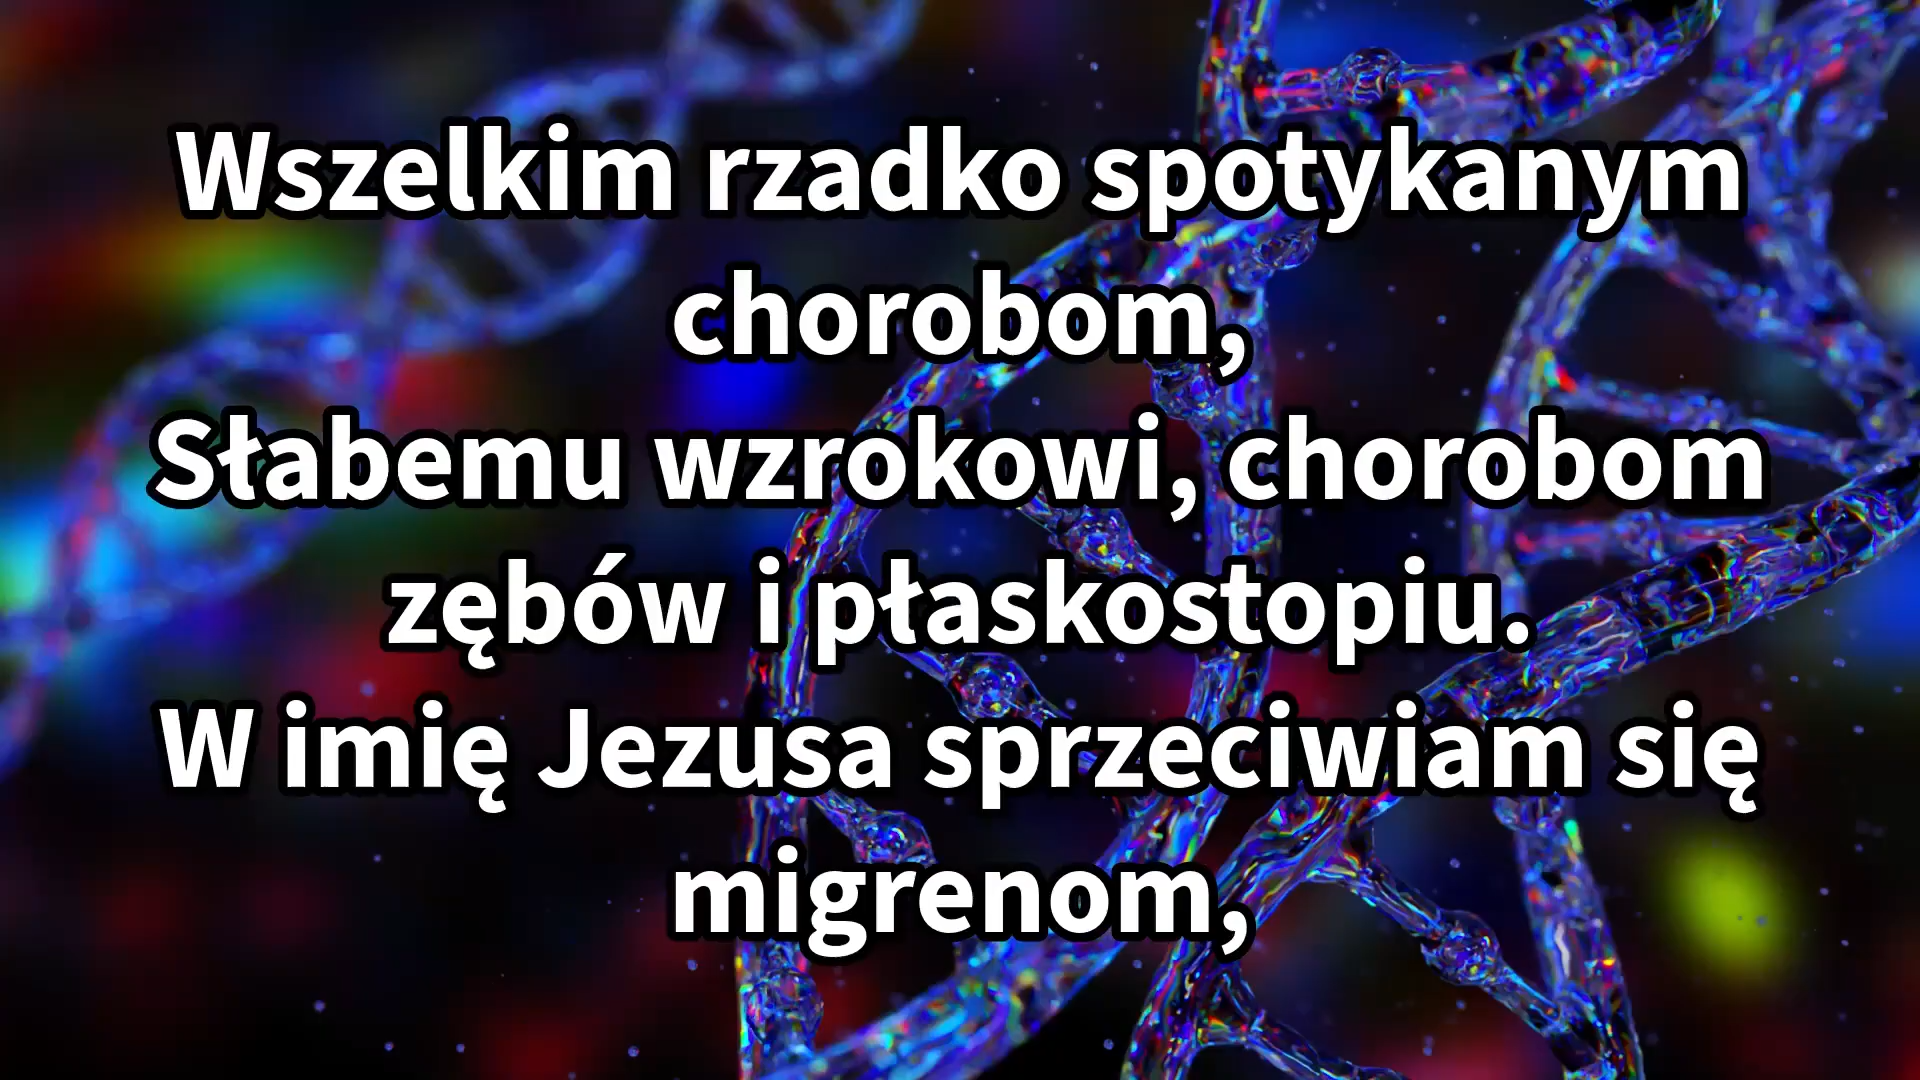 Wszelkim rzadko spotykanym
chorobom,
Słabemu wzrokowi, chorobom
zębów i płaskostopiu.
W imię Jezusa sprzeciwiam się
migrenom,